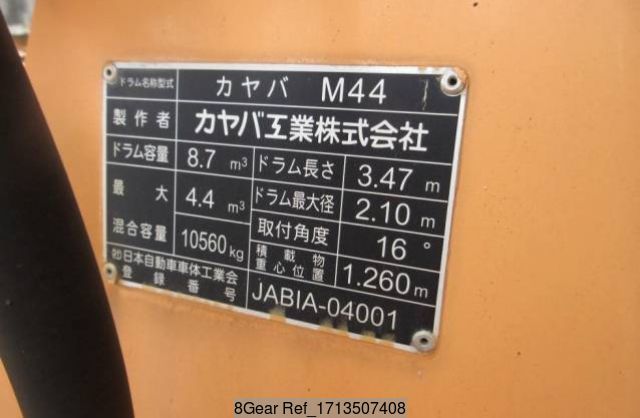 ドラム名称型式 カヤバ M44
製作者 カヤバ工業株式会社
ドラム容量 8.7 m³ ドラム長さ 3.47 m
最大 4.4 m³ ドラム最大径 2.10 m
混合容量 10560 kg 取付角度 16°
積載物重心位置 1.260 m
㈳日本自動車車体工業会
登録番号 JABIA-04001
8Gear Ref_1713507408